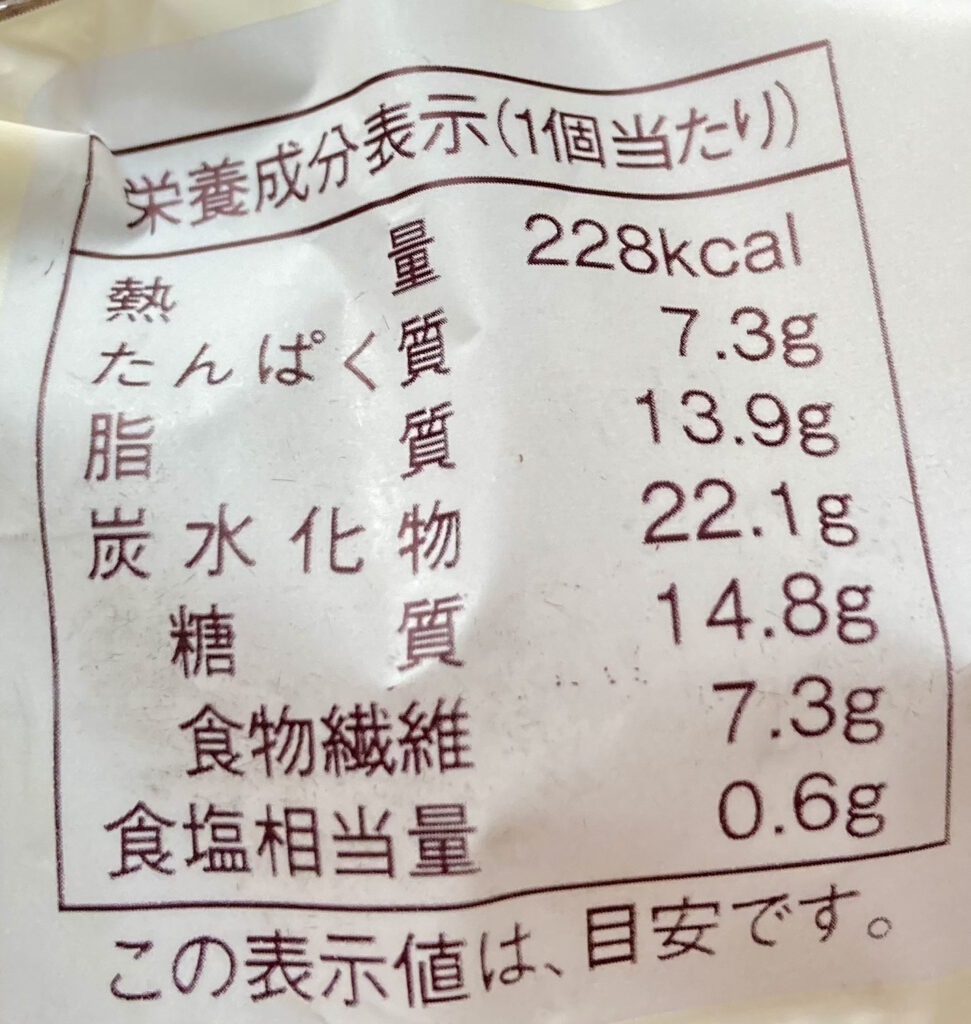 栄養成分表示(1個当たり)
熱量 228kcal
たんぱく質 7.3g
脂質 13.9g
炭水化物 22.1g
糖質 14.8g
食物繊維 7.3g
食塩相当量 0.6g
この表示値は、目安です。